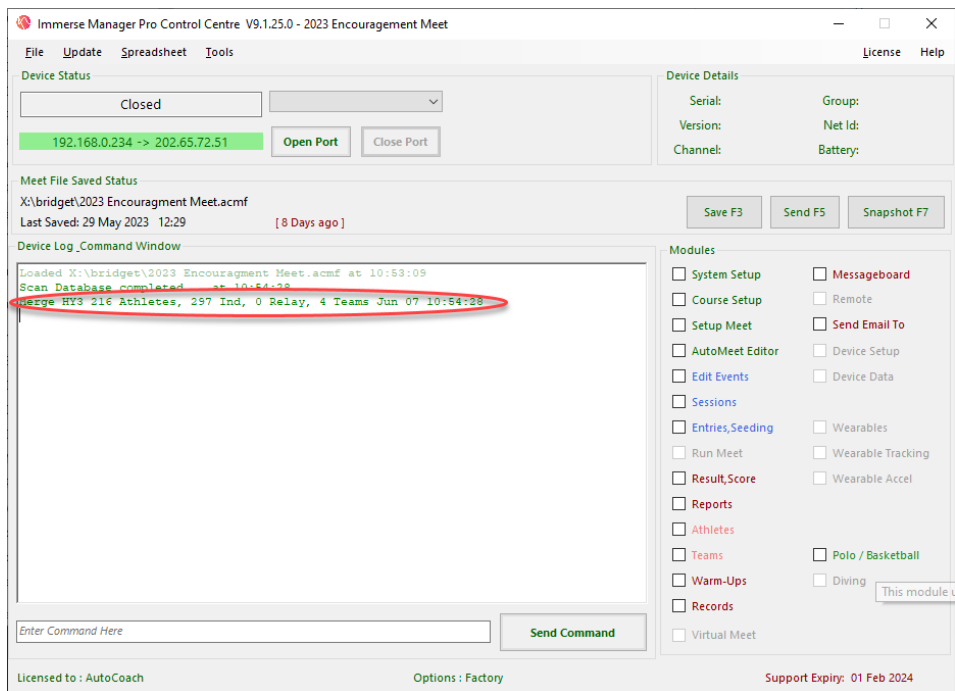 Immerse Manager Pro Control Centre V9.1.25.0 - 2023 Encouragement Meet
File Update Spreadsheet Tools License Help
Device Status
Closed
192.168.0.234 -> 202.65.72.51
Open Port
Close Port
Device Details
Serial: Group:
Version: Net Id:
Channel: Battery:
Meet File Saved Status
X:\bridget\2023 Encouragment Meet.acmf
Last Saved: 29 May 2023 12:29 [ 8 Days ago ]
Save F3
Send F5
Snapshot F7
Device Log _Command Window
Loaded X:\bridget\2023 Encouragment Meet.acmf at 10:53:09
Scan Database completed at 10:54:28
Merge HY3 216 Athletes, 297 Ind, 0 Relay, 4 Teams Jun 07 10:54:28
Enter Command Here
Send Command
Modules
System Setup Messageboard
Course Setup Remote
Setup Meet Send Email To
AutoMeet Editor Device Setup
Edit Events Device Data
Sessions
Entries,Seeding Wearables
Run Meet Wearable Tracking
Result,Score Wearable Accel
Reports
Athletes
Teams Polo / Basketball
Warm-Ups Diving
This module
Records
Virtual Meet
Licensed to : AutoCoach Options : Factory Support Expiry: 01 Feb 2024